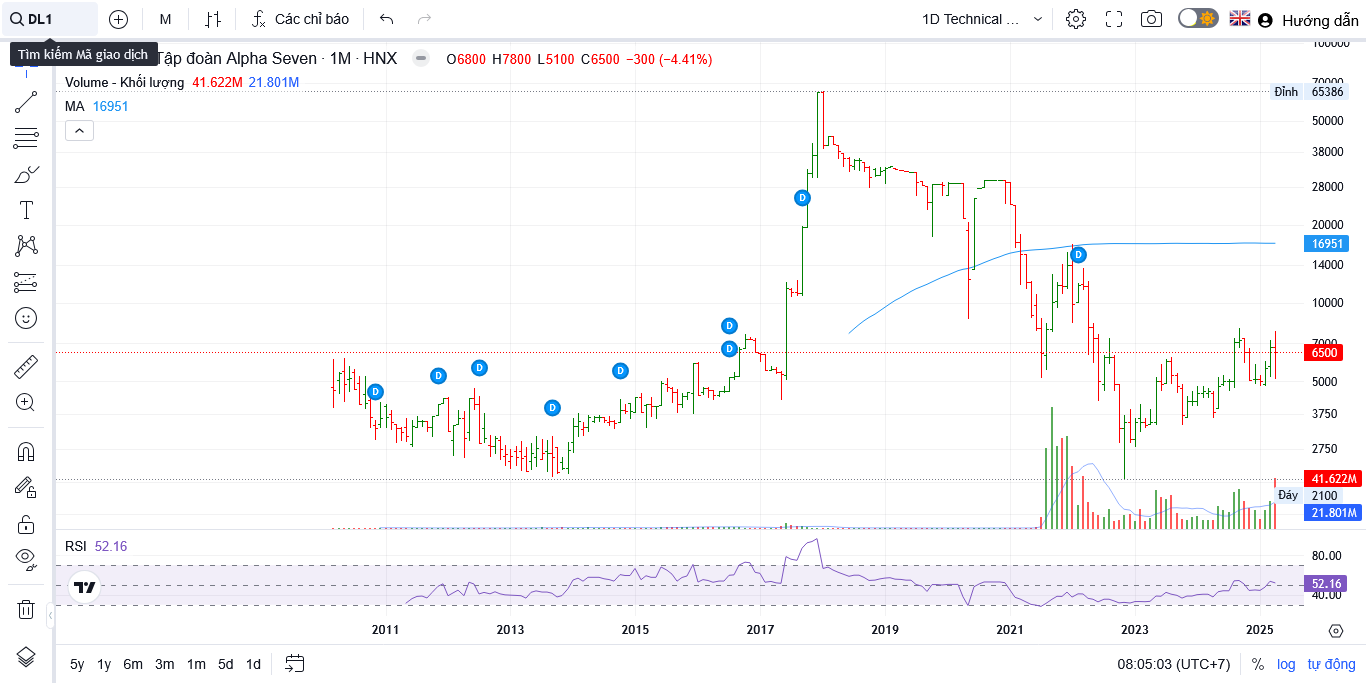 DL1
M
Các chỉ báo
1D Technical ...
Hướng dẫn
Tìm kiếm Mã giao dịch
Tập đoàn Alpha Seven · 1M · HNX
O6800 H7800 L5100 C6500 −300 (−4.41%)
Volume - Khối lượng 41.622M 21.801M
MA 16951
100000
70000
Đỉnh 65386
50000
38000
28000
20000
16951
14000
10000
7000
6500
5000
3750
2750
41.622M
Đáy 2100
21.801M
D
D
D
D
D
D
D
D
D
RSI 52.16
80.00
52.16
40.00
2011 2013 2015 2017 2019 2021 2023 2025
5y 1y 6m 3m 1m 5d 1d
08:05:03 (UTC+7) % log tự động